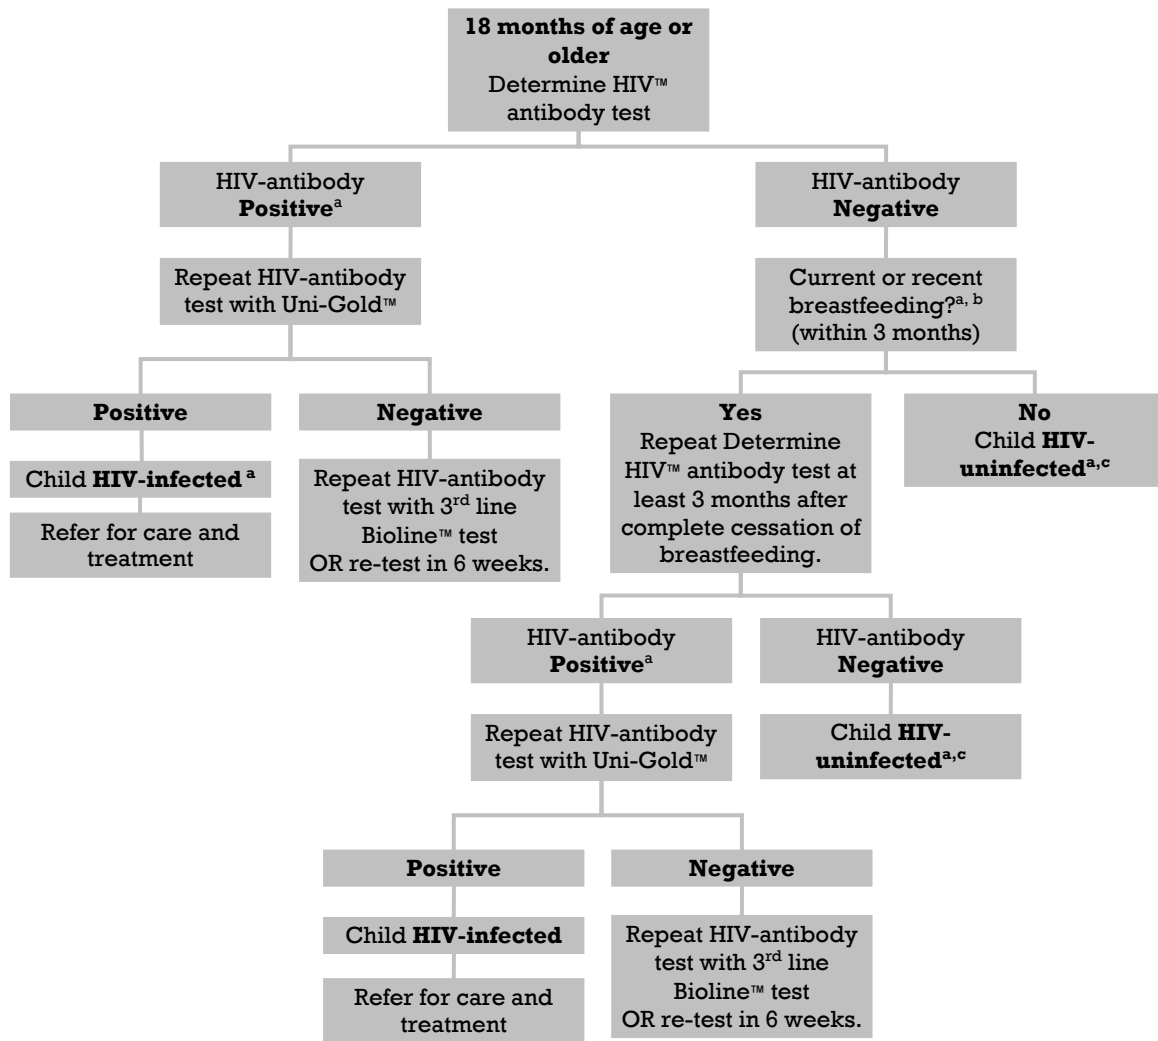 18 months of age or
older
Determine HIV™
antibody test
HIV-antibody
Positiveᵃ
HIV-antibody
Negative
Repeat HIV-antibody
test with Uni-Gold™
Current or recent
breastfeeding?ᵃ, ᵇ
(within 3 months)
Positive
Negative
Yes
Repeat Determine
HIV™ antibody test at
least 3 months after
complete cessation of
breastfeeding.
No
Child HIV-
uninfectedᵃ,ᶜ
Child HIV-infected ᵃ
Refer for care and
treatment
Repeat HIV-antibody
test with 3ʳᵈ line
Bioline™ test
OR re-test in 6 weeks.
HIV-antibody
Positiveᵃ
HIV-antibody
Negative
Repeat HIV-antibody
test with Uni-Gold™
Child HIV-
uninfectedᵃ,ᶜ
Positive
Negative
Child HIV-infected
Refer for care and
treatment
Repeat HIV-antibody
test with 3ʳᵈ line
Bioline™ test
OR re-test in 6 weeks.